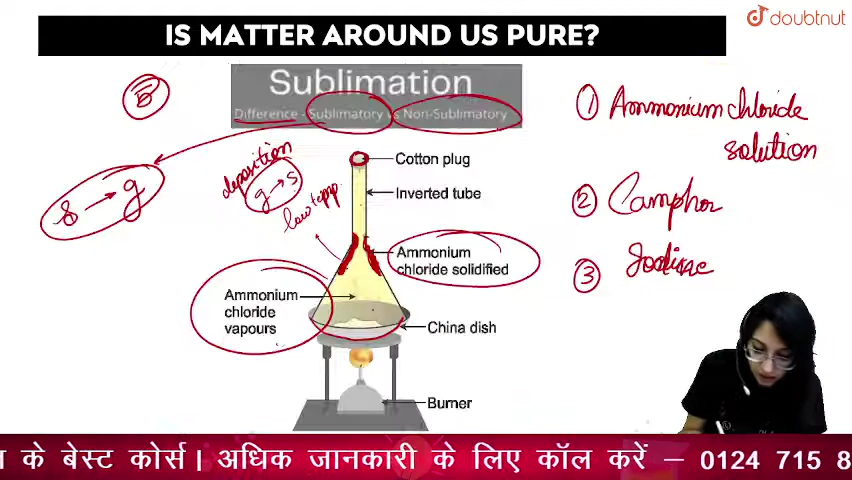 IS MATTER AROUND US PURE?
doubtnut
Sublimation
Difference - Sublimatory vs Non-Sublimatory
5
s → g
deposition
g → s
low temp.
Cotton plug
Inverted tube
Ammonium
chloride solidified
Ammonium
chloride
vapours
China dish
Burner
① Ammonium chloride
solution
② Camphor
③ Iodine
के बेस्ट कोर्स। अधिक जानकारी के लिए कॉल करें – 0124 715 8